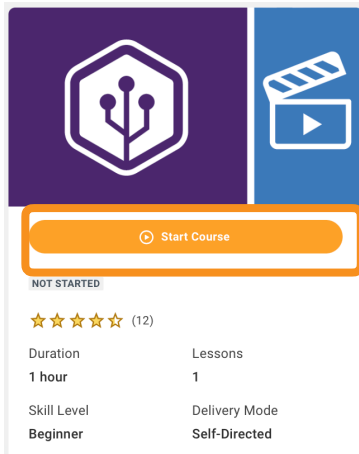 Start Course
NOT STARTED
(12)
Duration
Lessons
1 hour
1
Skill Level
Delivery Mode
Beginner
Self-Directed